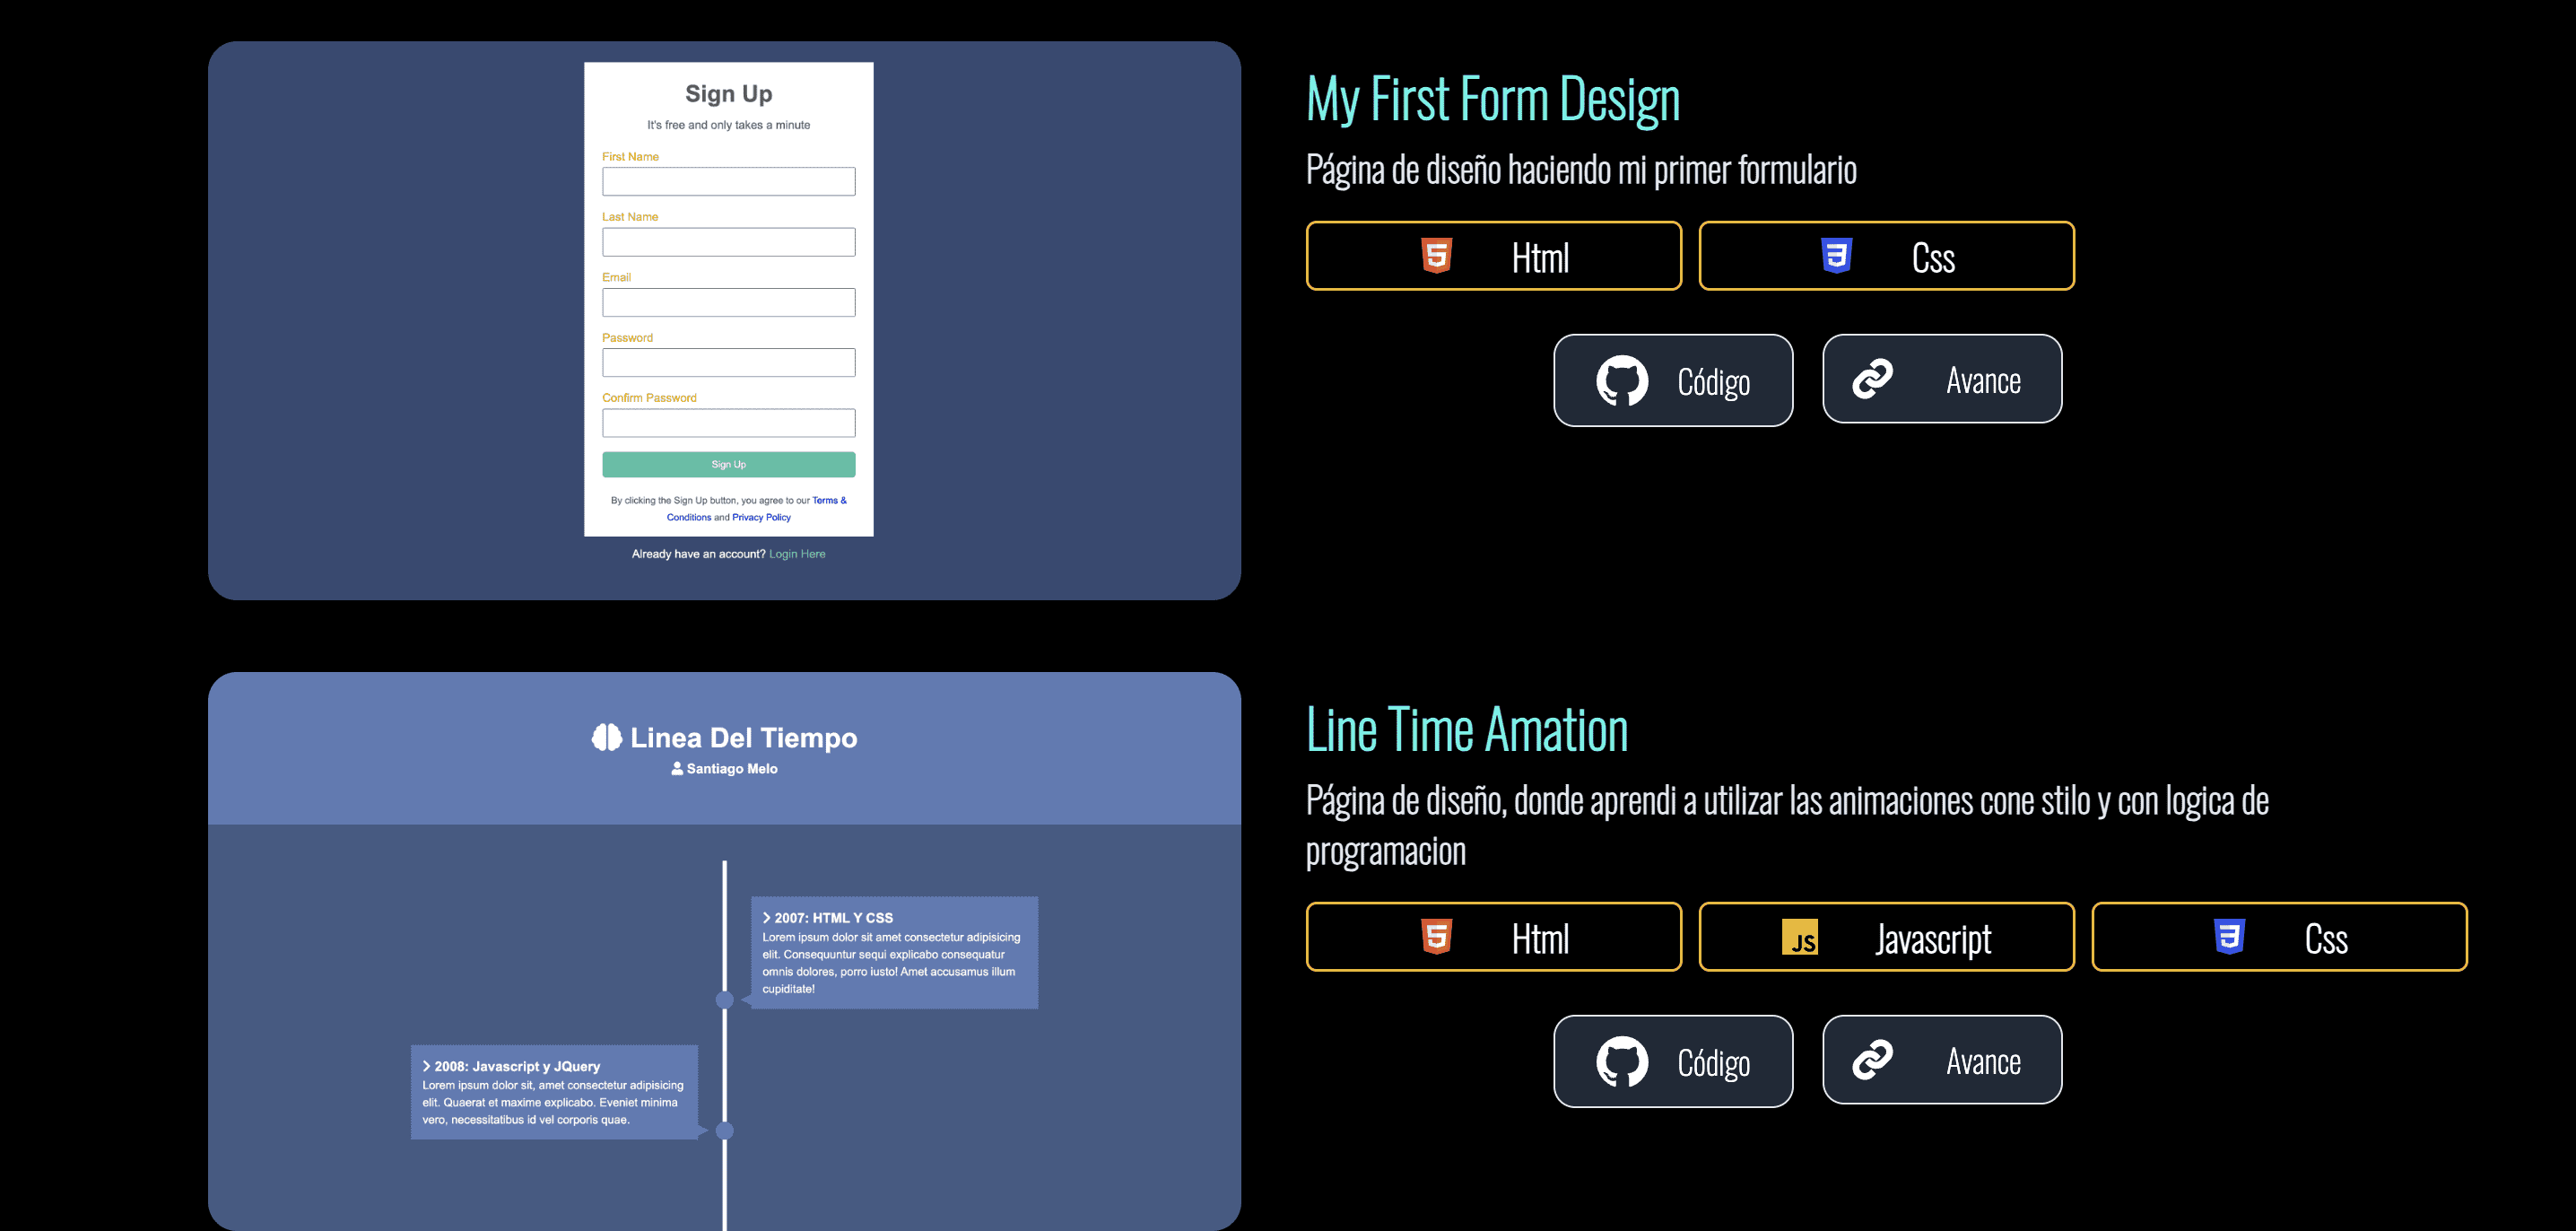 Sign Up
It's free and only takes a minute
First Name
Last Name
Email
Password
Confirm Password
Sign Up
By clicking the Sign Up button, you agree to our Terms &
Conditions and Privacy Policy
Already have an account? Login Here
My First Form Design
Página de diseño haciendo mi primer formulario
Html
Css
Código
Avance
Linea Del Tiempo
Santiago Melo
2007: HTML Y CSS
Lorem ipsum dolor sit amet consectetur adipisicing
elit. Consequuntur sequi explicabo consequatur
omnis dolores, porro iusto! Amet accusamus illum
cupiditate!
2008: Javascript y JQuery
Lorem ipsum dolor sit, amet consectetur adipisicing
elit. Quaerat et maxime explicabo. Eveniet minima
vero, necessitatibus id vel corporis quae.
Line Time Amation
Página de diseño, donde aprendi a utilizar las animaciones cone stilo y con logica de
programacion
Html
JS
Javascript
Css
Código
Avance